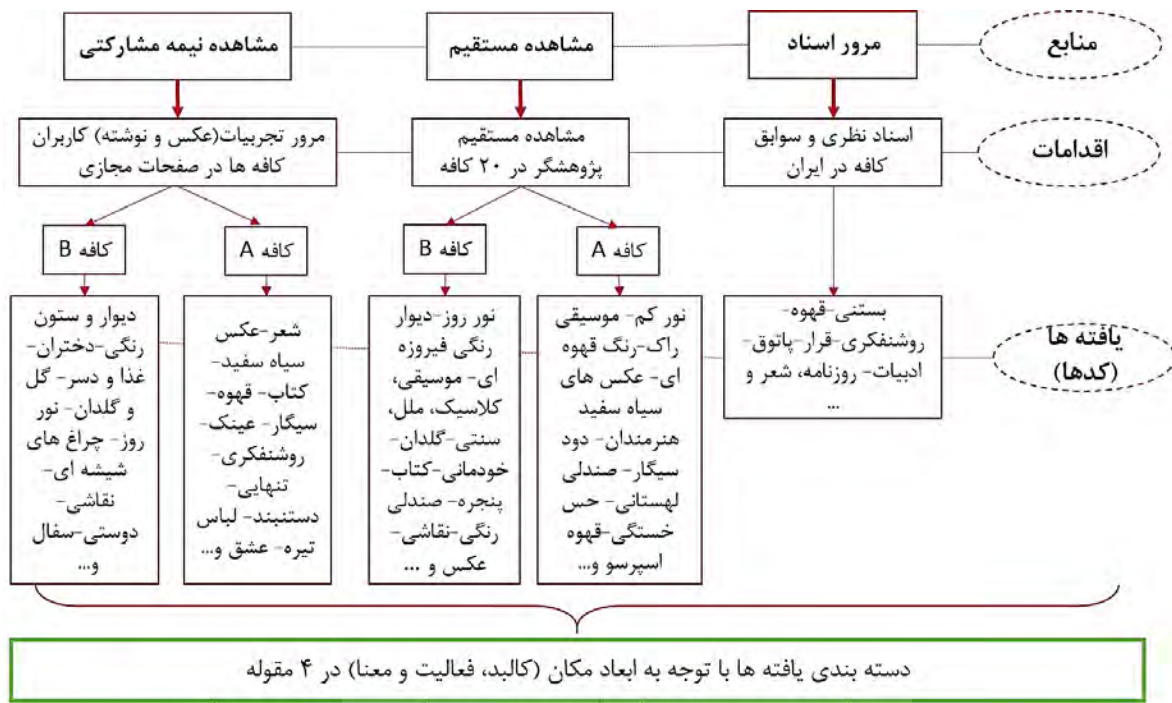 منابع
مرور اسناد
مشاهده مستقیم
مشاهده نیمه مشارکتی
اقدامات
اسناد نظری و سوابق
کافه در ایران
مشاهده مستقیم
پژوهشگر در ۲۰ کافه
مرور تجربیات(عکس و نوشته) کاربران
کافه ها در صفحات مجازی
کافه A
کافه B
کافه A
کافه B
یافته ها
(کدها)
بستنی-قهوه-
روشنفکری-قرار-پاتوق-
ادبیات- روزنامه، شعر و
...
نور کم- موسیقی
راک-رنگ قهوه
ای- عکس های
سیاه سفید
هنرمندان- دود
سیگار- صندلی
لهستانی- حس
خستگی-قهوه
اسپرسو و...
نور روز-دیوار
رنگی فیروزه
ای- موسیقی،
کلاسیک، ملل،
سنتی-گلدان-
خودمانی-کتاب-
پنجره- صندلی
رنگی-نقاشی-
عکس و ...
شعر-عکس
سیاه سفید-
کتاب- قهوه-
سیگار- عینک-
روشنفکری-
تنهایی-
دستنبند- لباس
تیره- عشق و...
دیوار و ستون
رنگی-دختران-
غذا و دسر- گل
و گلدان- نور
روز- چراغ های
شیشه ای-
نقاشی-
دوستی-سفال
و...
دسته بندی یافته ها با توجه به ابعاد مکان (کالبد، فعالیت و معنا) در ۴ مقوله